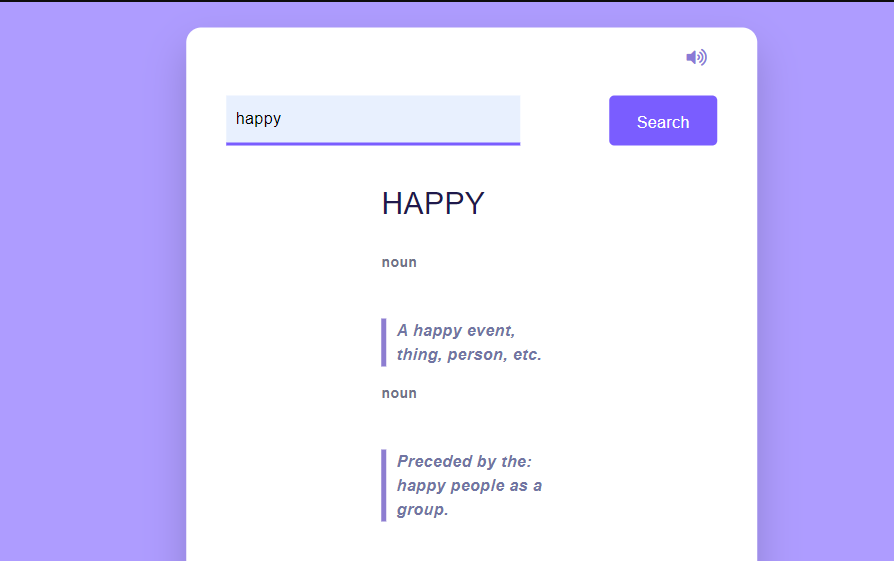 happy
Search
HAPPY
noun
A happy event,
thing, person, etc.
noun
Preceded by the:
happy people as a
group.